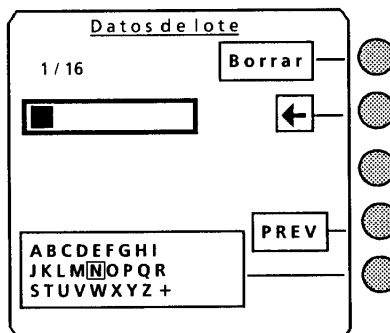 Datos de lote
1 / 16
Borrar
PREV
ABCDEFGHI
JKLMNOPQR
STUVWXYZ+